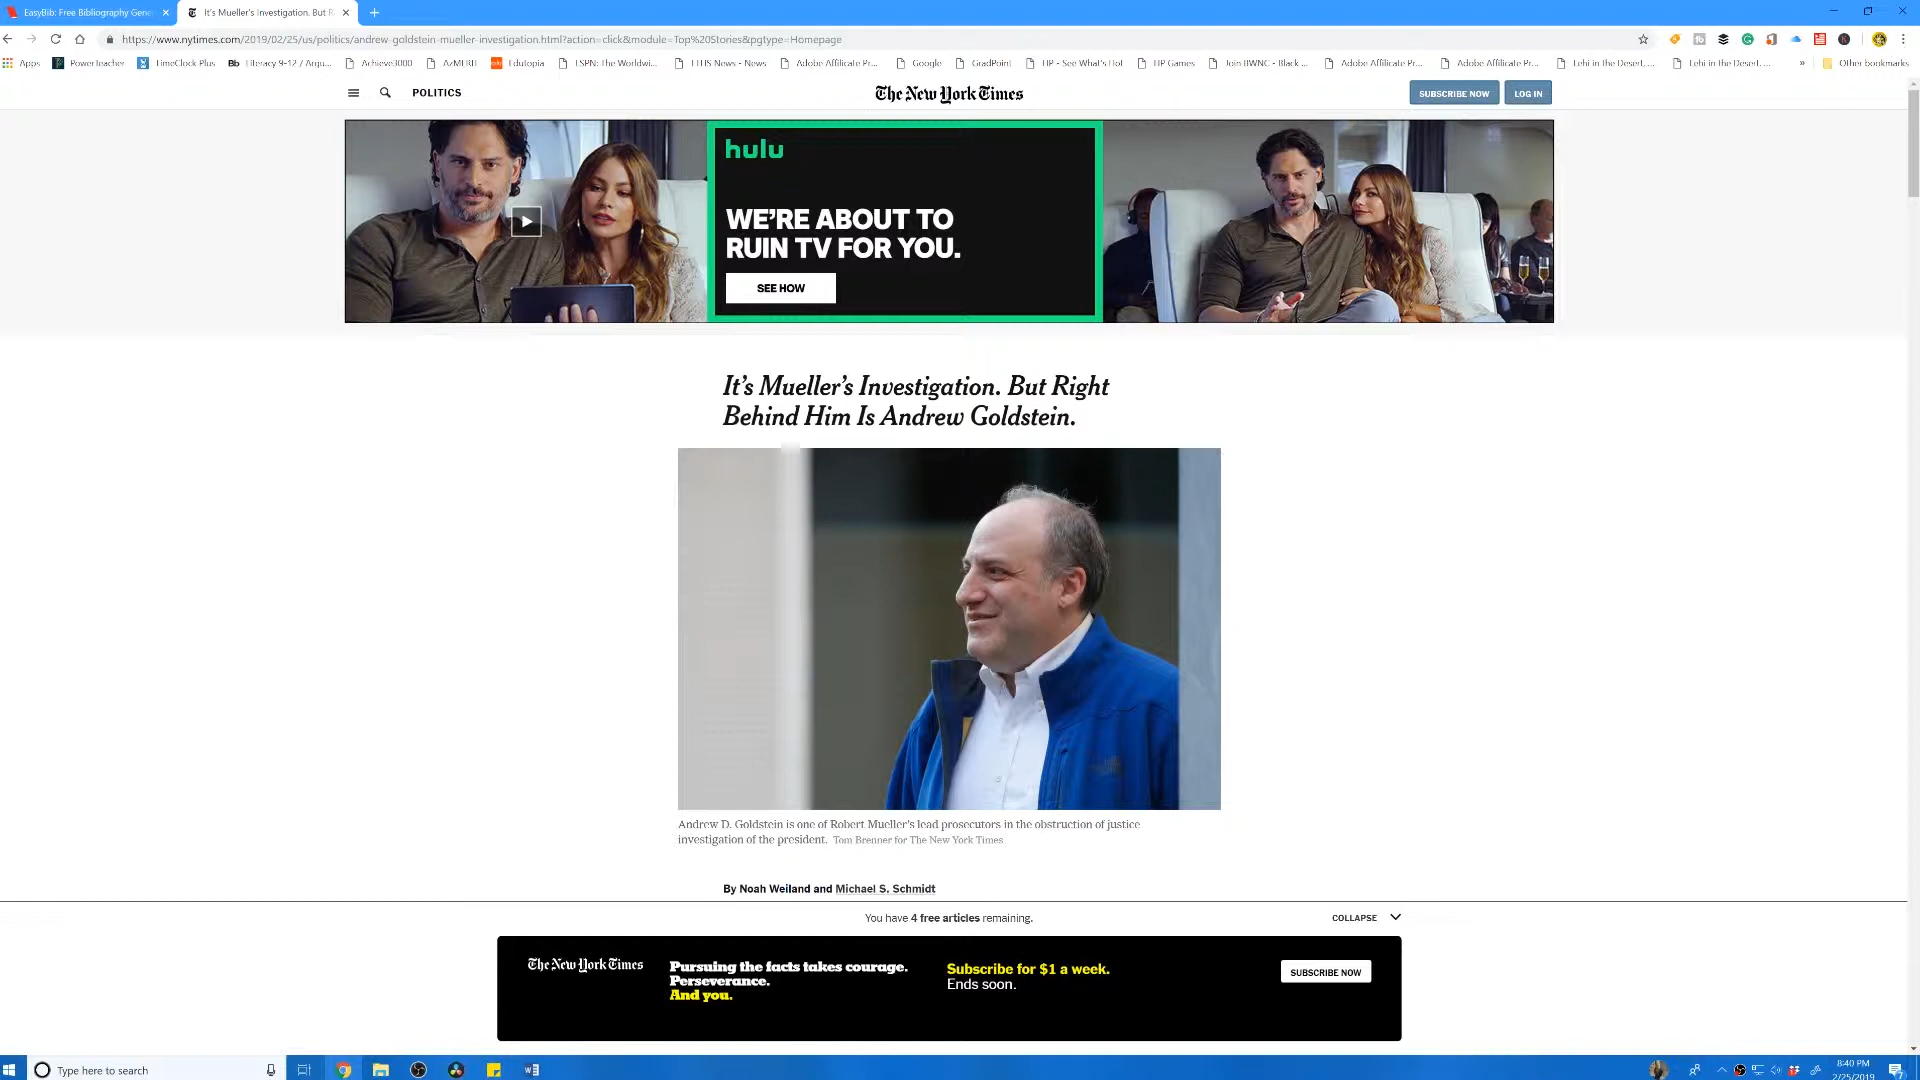 EasyBib: Free Bibliography Gene
It's Mueller's Investigation. But R
https://www.nytimes.com/2019/02/25/us/politics/andrew-goldstein-mueller-investigation.html?action=click&module=Top%20Stories&pgtype=Homepage
Apps
PowerTeacher
TimeClock Plus
Bb
Literacy 9-12 / Argu...
Achieve3000
AzMERIT
Edutopia
ESPN: The Worldwi...
News
Adobe Affiliate Pr...
Google
GradPoint
HP - See What's Hot
HP Games
Join BWNC - Black ...
Adobe Affiliate Pr...
Adobe Affiliate Pr...
Lehi in the Desert, ...
Lehi in the Desert, ...
»
Other bookmarks
POLITICS
The New York Times
SUBSCRIBE NOW
LOG IN
hulu
WE'RE ABOUT TO
RUIN TV FOR YOU.
SEE HOW
It's Mueller's Investigation. But Right
Behind Him Is Andrew Goldstein.
Andrew D. Goldstein is one of Robert Mueller's lead prosecutors in the obstruction of justice
investigation of the president. Tom Brenner for The New York Times
By Noah Weiland and Michael S. Schmidt
You have 4 free articles remaining.
COLLAPSE
The New York Times
Pursuing the facts takes courage.
Perseverance.
And you.
Subscribe for $1 a week.
Ends soon.
SUBSCRIBE NOW
Type here to search
8:40 PM
2/25/2019